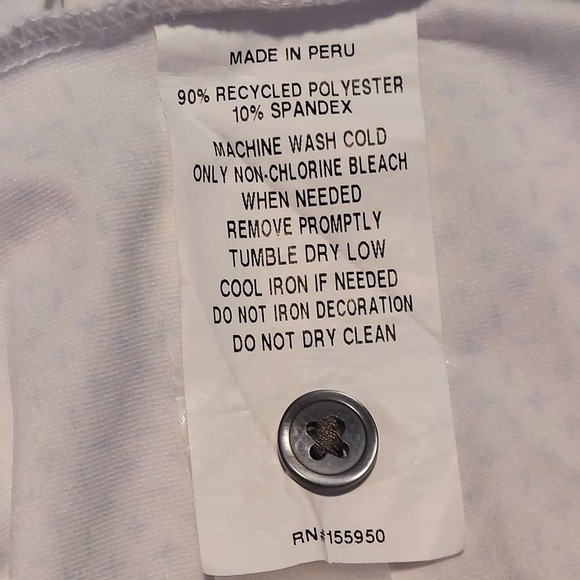 MADE IN PERU
90% RECYCLED POLYESTER
10% SPANDEX
MACHINE WASH COLD
ONLY NON-CHLORINE BLEACH
WHEN NEEDED
REMOVE PROMPTLY
TUMBLE DRY LOW
COOL IRON IF NEEDED
DO NOT IRON DECORATION
DO NOT DRY CLEAN
RN#155950